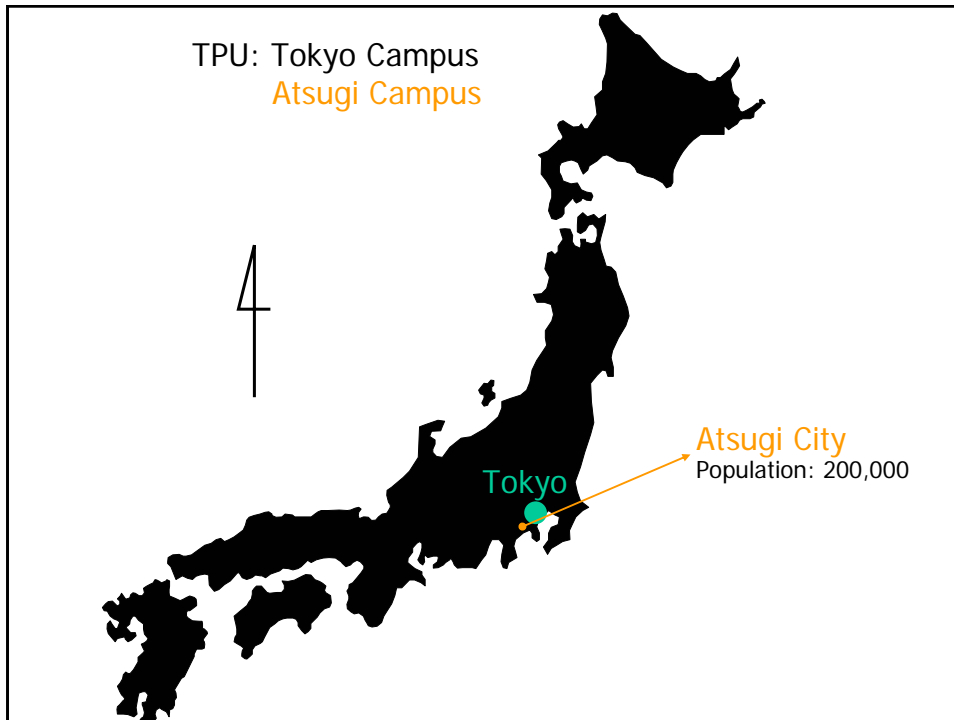 TPU: Tokyo Campus
Atsugi Campus
Atsugi City
Population: 200,000
Tokyo